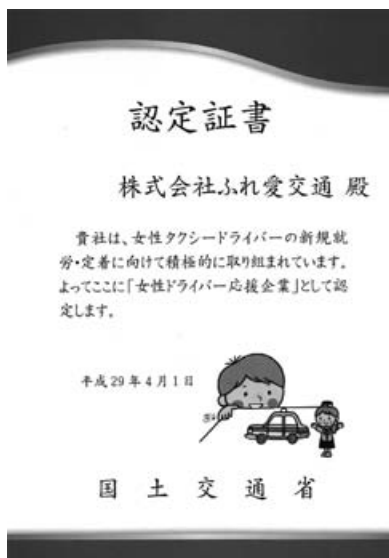 認定証書
株式会社ふれ愛交通 殿
貴社は、女性タクシードライバーの新規就
労・定着に向けて積極的に取り組まれています。
よってここに「女性ドライバー応援企業」として認
定します。
平成29年4月1日
国土交通省